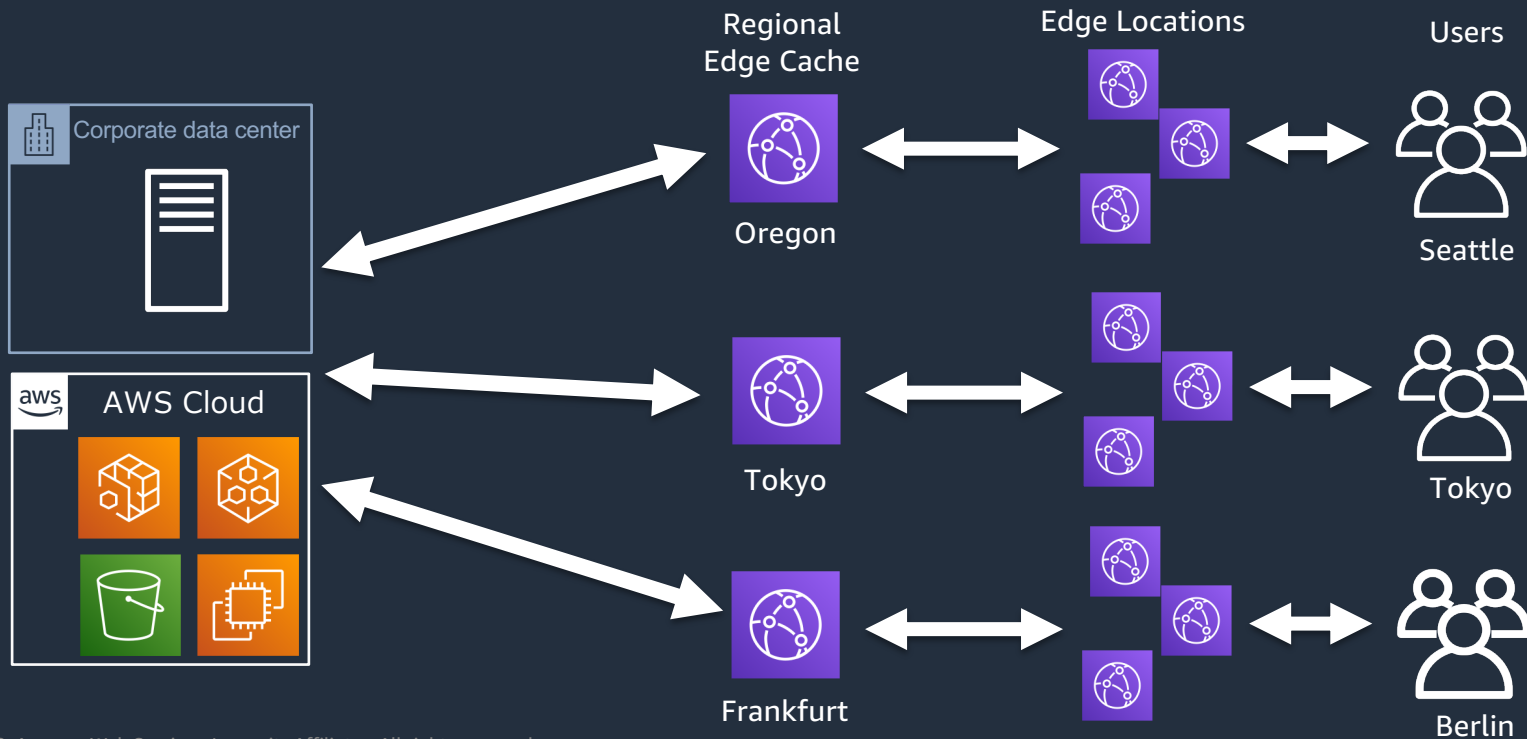 Regional
Edge Cache
Edge Locations
Users
Corporate data center
Oregon
Seattle
aws
AWS Cloud
Tokyo
Tokyo
Frankfurt
Berlin